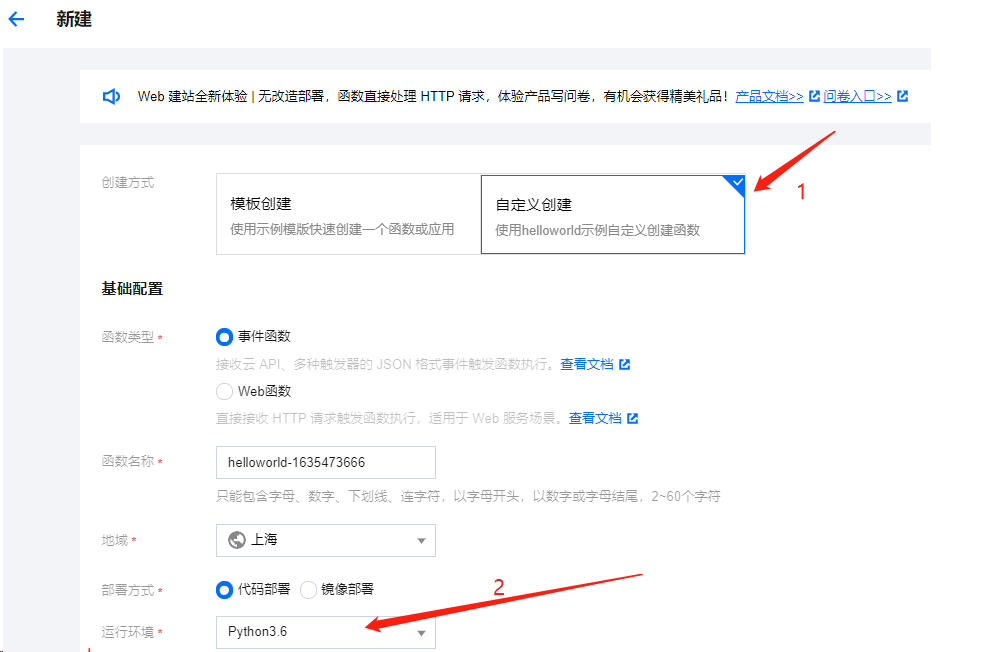 新建
Web 建站全新体验 | 无改造部署，函数直接处理 HTTP 请求，体验产品写问卷，有机会获得精美礼品！产品文档>> 问卷入口>>
1
创建方式
模板创建
使用示例模版快速创建一个函数或应用
自定义创建
使用helloworld示例自定义创建函数
基础配置
函数类型* 事件函数
接收云 API、多种触发器的 JSON 格式事件触发函数执行。查看文档
Web函数
直接接收 HTTP 请求触发函数执行，适用于 Web 服务场景。查看文档
函数名称* helloworld-1635473666
只能包含字母、数字、下划线、连字符，以字母开头，以数字或字母结尾，2~60个字符
地域* 上海
部署方式* 代码部署 镜像部署
2
运行环境* Python3.6